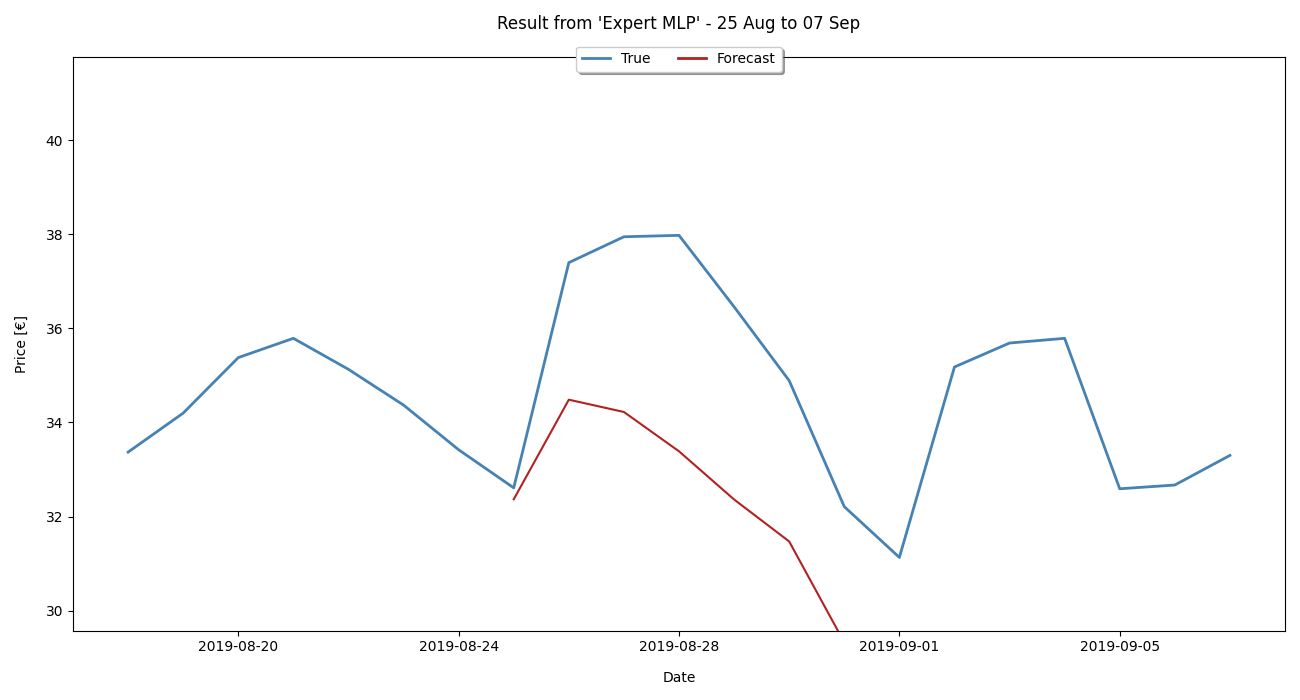 Result from 'Expert MLP' - 25 Aug to 07 Sep
True
Forecast
Price [€]
40
38
36
34
32
30
2019-08-20
2019-08-24
2019-08-28
2019-09-01
2019-09-05
Date